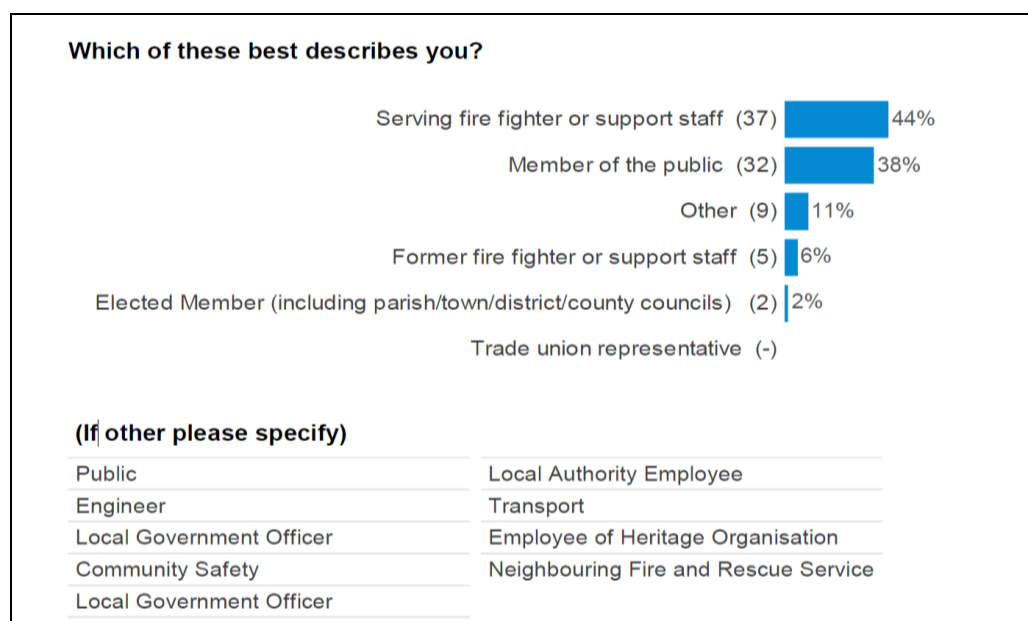 Which of these best describes you?
Serving fire fighter or support staff (37) 44%
Member of the public (32) 38%
Other (9) 11%
Former fire fighter or support staff (5) 6%
Elected Member (including parish/town/district/county councils) (2) 2%
Trade union representative (-)
(If other please specify)
Public
Engineer
Local Government Officer
Community Safety
Local Government Officer
Local Authority Employee
Transport
Employee of Heritage Organisation
Neighbouring Fire and Rescue Service